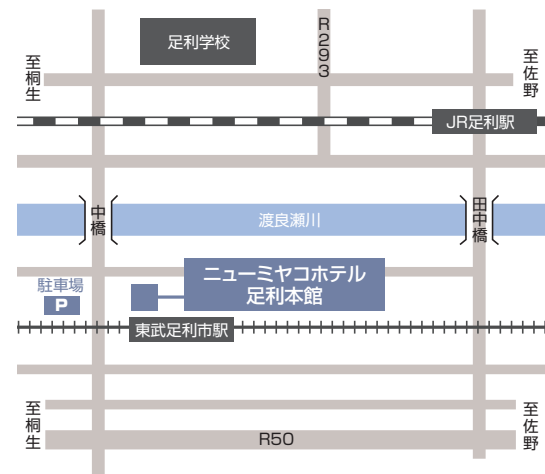 足利学校
R293
至桐生
至佐野
JR足利駅
中橋
渡良瀬川
田中橋
ニューミヤコホテル
足利本館
駐車場
P
東武足利市駅
至桐生
至佐野
R50